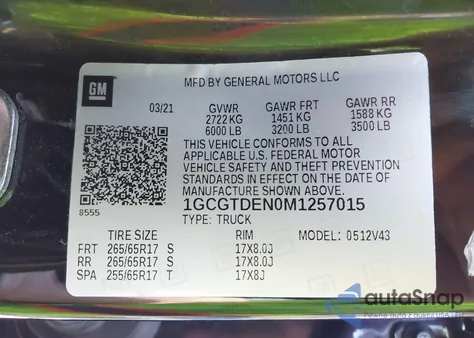 GM
MFD BY GENERAL MOTORS LLC
03/21 GVWR GAWR FRT GAWR RR
2722 KG 1451 KG 1588 KG
6000 LB 3200 LB 3500 LB
THIS VEHICLE CONFORMS TO ALL
APPLICABLE U.S. FEDERAL MOTOR
VEHICLE SAFETY AND THEFT PREVENTION
STANDARDS IN EFFECT ON THE DATE OF
MANUFACTURE SHOWN ABOVE.
8555 1GCGTDEN0M1257015
TYPE: TRUCK
TIRE SIZE RIM MODEL: 0512V43
FRT 265/65R17 S 17X8.0J
RR 265/65R17 S 17X8.0J
SPA 255/65R17 T 17X8J
autoSnap